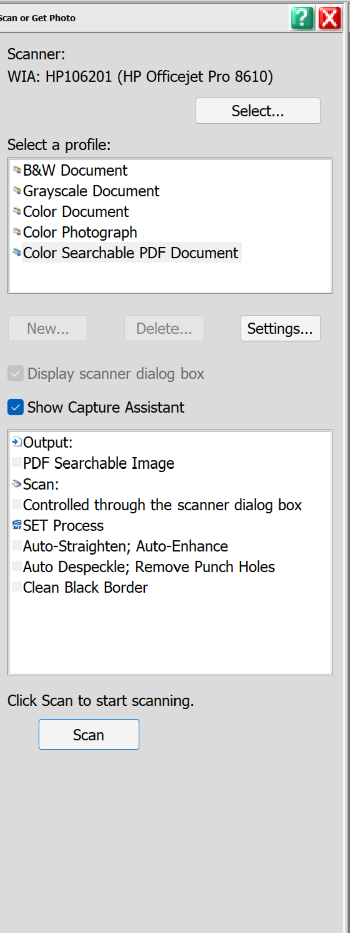 Scan or Get Photo
Scanner:
WIA: HP106201 (HP Officejet Pro 8610)
Select...
Select a profile:
B&W Document
Grayscale Document
Color Document
Color Photograph
Color Searchable PDF Document
New...
Delete...
Settings...
Display scanner dialog box
Show Capture Assistant
Output:
PDF Searchable Image
Scan:
Controlled through the scanner dialog box
SET Process
Auto-Straighten; Auto-Enhance
Auto Despeckle; Remove Punch Holes
Clean Black Border
Click Scan to start scanning.
Scan